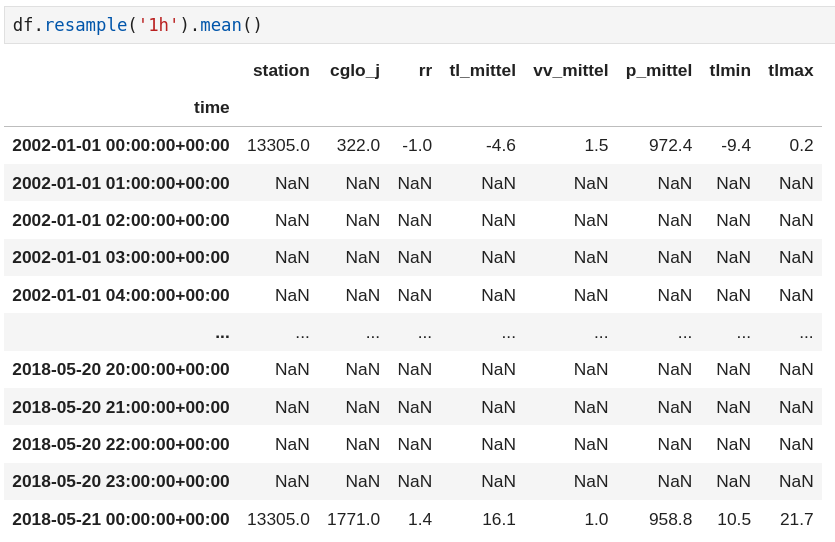 df.resample('1h').mean()
station cglo_j rr tl_mittel vv_mittel p_mittel tlmin tlmax
time
2002-01-01 00:00:00+00:00 13305.0 322.0 -1.0 -4.6 1.5 972.4 -9.4 0.2
2002-01-01 01:00:00+00:00 NaN NaN NaN NaN NaN NaN NaN NaN
2002-01-01 02:00:00+00:00 NaN NaN NaN NaN NaN NaN NaN NaN
2002-01-01 03:00:00+00:00 NaN NaN NaN NaN NaN NaN NaN NaN
2002-01-01 04:00:00+00:00 NaN NaN NaN NaN NaN NaN NaN NaN
... ... ... ... ... ... ... ... ...
2018-05-20 20:00:00+00:00 NaN NaN NaN NaN NaN NaN NaN NaN
2018-05-20 21:00:00+00:00 NaN NaN NaN NaN NaN NaN NaN NaN
2018-05-20 22:00:00+00:00 NaN NaN NaN NaN NaN NaN NaN NaN
2018-05-20 23:00:00+00:00 NaN NaN NaN NaN NaN NaN NaN NaN
2018-05-21 00:00:00+00:00 13305.0 1771.0 1.4 16.1 1.0 958.8 10.5 21.7